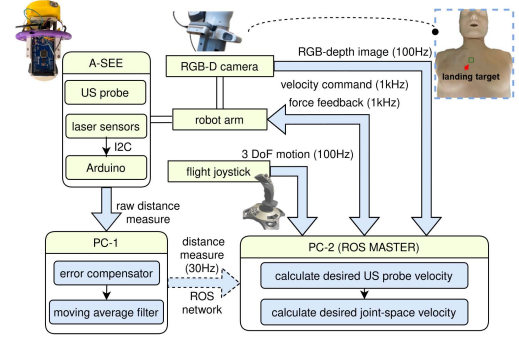 A-SEE
US probe
laser sensors
I2C
Arduino
RGB-D camera
robot arm
flight joystick
RGB-depth image (100Hz)
velocity command (1kHz)
force feedback (1kHz)
3 DoF motion (100Hz)
landing target
raw distance
measure
PC-1
error compensator
moving average filter
distance
measure
(30Hz)
ROS
network
PC-2 (ROS MASTER)
calculate desired US probe velocity
calculate desired joint-space velocity